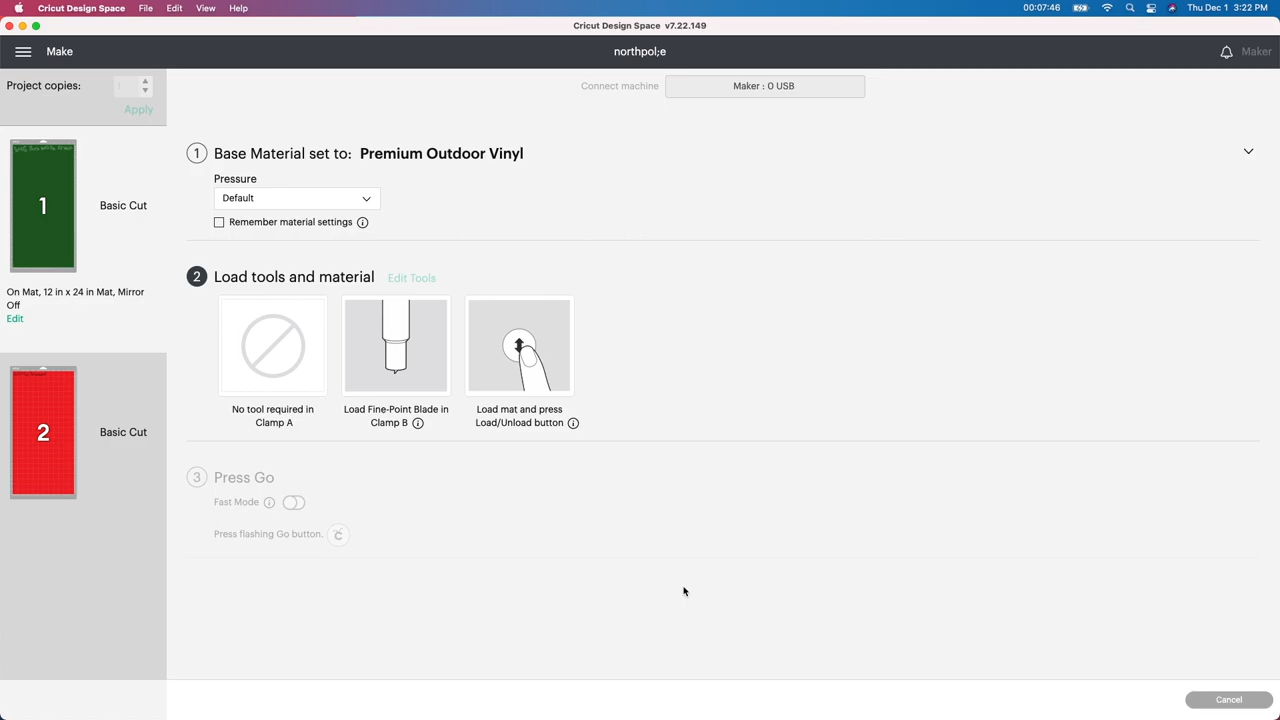 Cricut Design Space File Edit View Help 00:07:46 Thu Dec 1 3:22 PM
Cricut Design Space v7.22.149
Make northpol;e Maker
Project copies: 1
Apply
Connect machine Maker : 0 USB
1 Base Material set to: Premium Outdoor Vinyl
Pressure
Default
Remember material settings
1 Basic Cut
On Mat, 12 in x 24 in Mat, Mirror
Off
Edit
2 Load tools and material Edit Tools
No tool required in
Clamp A
Load Fine-Point Blade in
Clamp B
Load mat and press
Load/Unload button
2 Basic Cut
3 Press Go
Fast Mode
Press flashing Go button.
Cancel